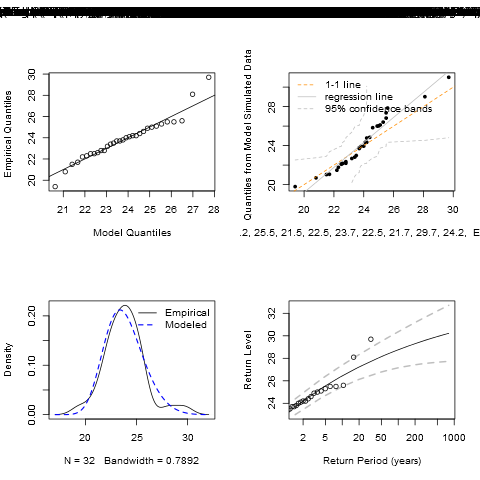 Empirical Quantiles
30
28
26
24
22
20
21 22 23 24 25 26 27 28
Model Quantiles
Quantiles from Model Simulated Data
28
24
20
1-1 line
regression line
95% confidence bands
20 22 24 26 28 30
.2, 25.5, 21.5, 22.5, 23.7, 22.5, 21.7, 29.7, 24.2, E
Density
0.20
0.10
0.00
Empirical
Modeled
20 25 30
N = 32 Bandwidth = 0.7892
Return Level
32
30
28
26
24
2 5 20 50 200 1000
Return Period (years)